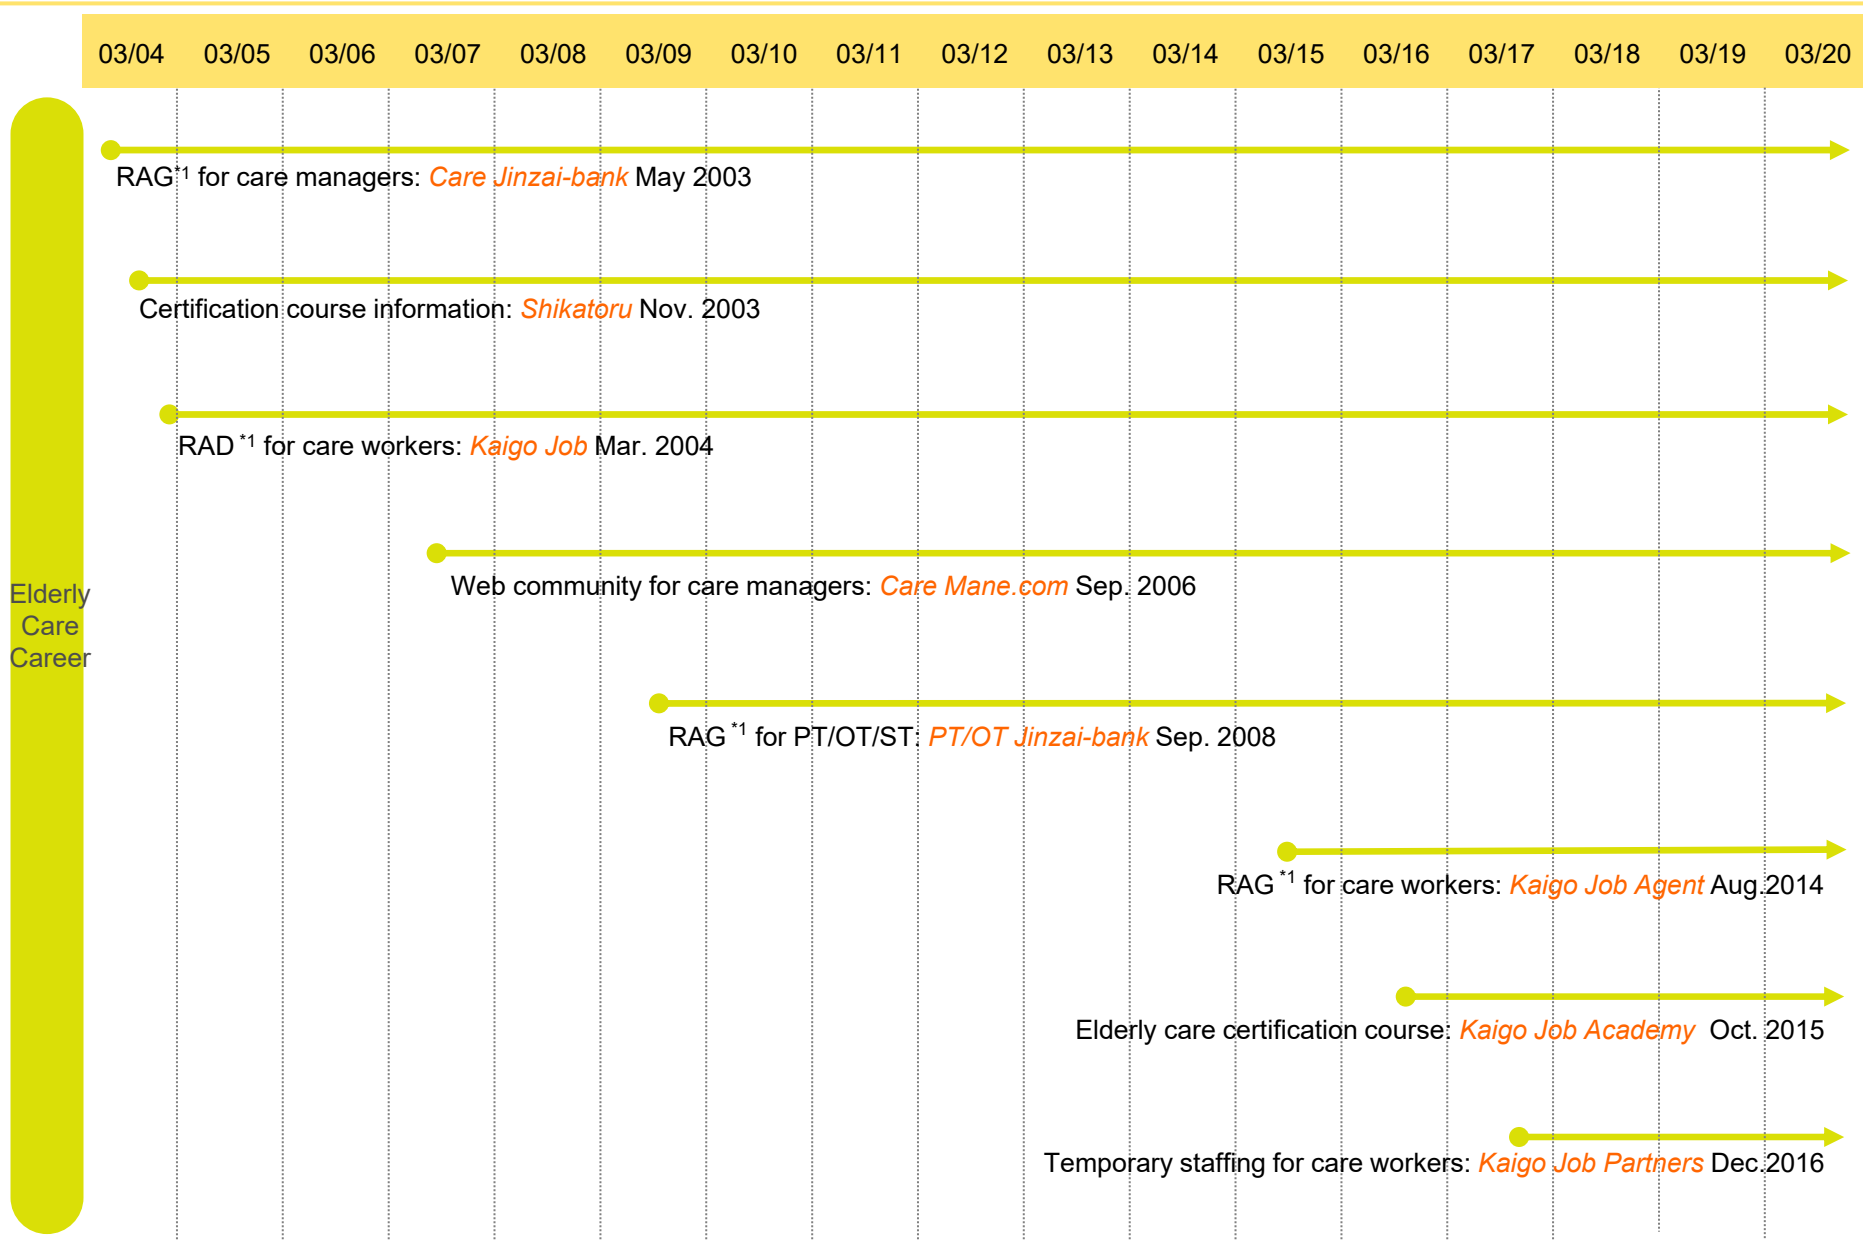 03/04 03/05 03/06 03/07 03/08 03/09 03/10 03/11 03/12 03/13 03/14 03/15 03/16 03/17 03/18 03/19 03/20
RAG*1 for care managers: Care Jinzai-bank May 2003
Certification course information: Shikatoru Nov. 2003
RAD *1 for care workers: Kaigo Job Mar. 2004
Web community for care managers: Care Mane.com Sep. 2006
Elderly
Care
Career
RAG *1 for PT/OT/ST: PT/OT Jinzai-bank Sep. 2008
RAG *1 for care workers: Kaigo Job Agent Aug.2014
Elderly care certification course: Kaigo Job Academy Oct. 2015
Temporary staffing for care workers: Kaigo Job Partners Dec.2016